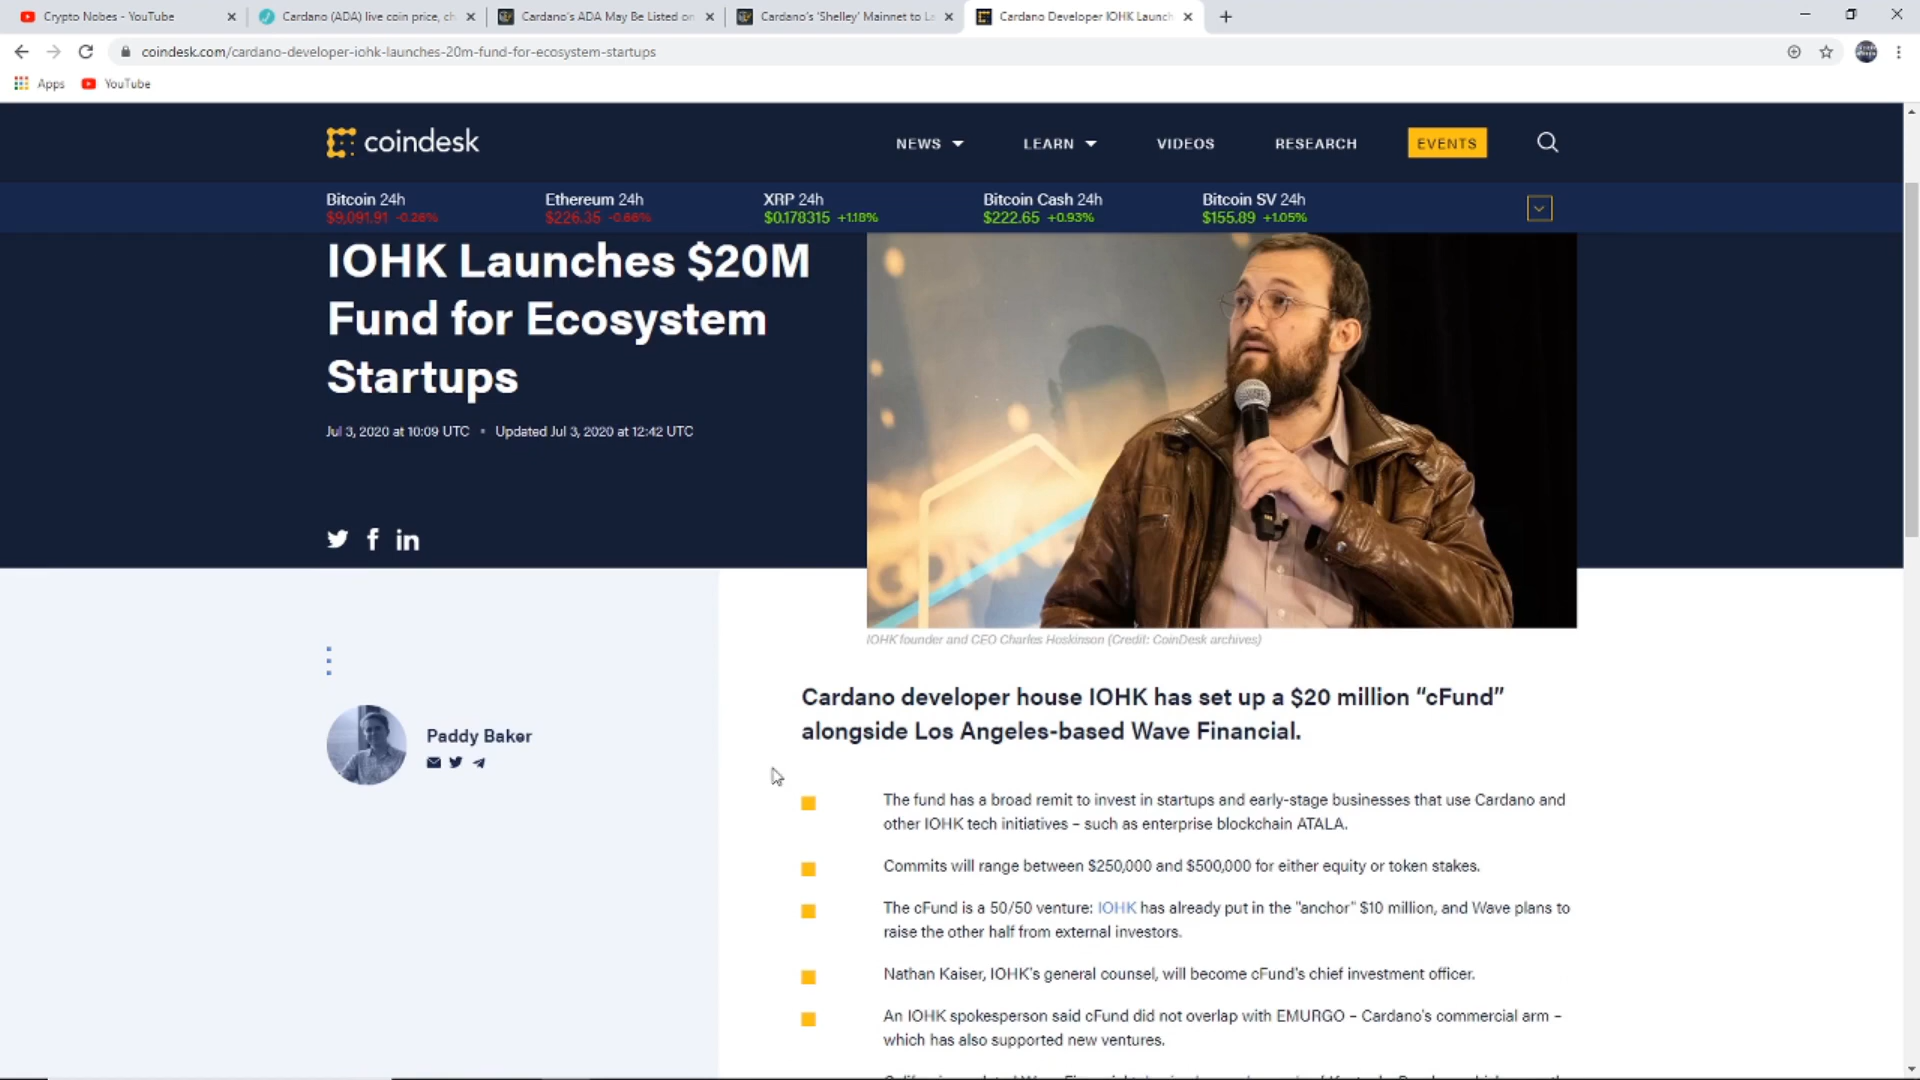 Crypto Nobes - YouTube
Cardano (ADA) live coin price, ch
Cardano's ADA May Be Listed on
Cardano's 'Shelley' Mainnet to L
Cardano Developer IOHK Launch
coindesk.com/cardano-developer-iohk-launches-20m-fund-for-ecosystem-startups
Apps
YouTube
coindesk
NEWS
LEARN
VIDEOS
RESEARCH
EVENTS
Bitcoin 24h
$9,091.91 -0.26%
Ethereum 24h
$226.35 -0.66%
XRP 24h
$0.178315 +1.18%
Bitcoin Cash 24h
$222.65 +0.93%
Bitcoin SV 24h
$155.89 +1.05%
IOHK Launches $20M
Fund for Ecosystem
Startups
Jul 3, 2020 at 10:09 UTC
Updated Jul 3, 2020 at 12:42 UTC
IOHK founder and CEO Charles Hoskinson (Credit: CoinDesk archives)
Paddy Baker
Cardano developer house IOHK has set up a $20 million “cFund”
alongside Los Angeles-based Wave Financial.
The fund has a broad remit to invest in startups and early-stage businesses that use Cardano and
other IOHK tech initiatives – such as enterprise blockchain ATALA.
Commits will range between $250,000 and $500,000 for either equity or token stakes.
The cFund is a 50/50 venture: IOHK has already put in the "anchor" $10 million, and Wave plans to
raise the other half from external investors.
Nathan Kaiser, IOHK's general counsel, will become cFund's chief investment officer.
An IOHK spokesperson said cFund did not overlap with EMURGO – Cardano's commercial arm –
which has also supported new ventures.